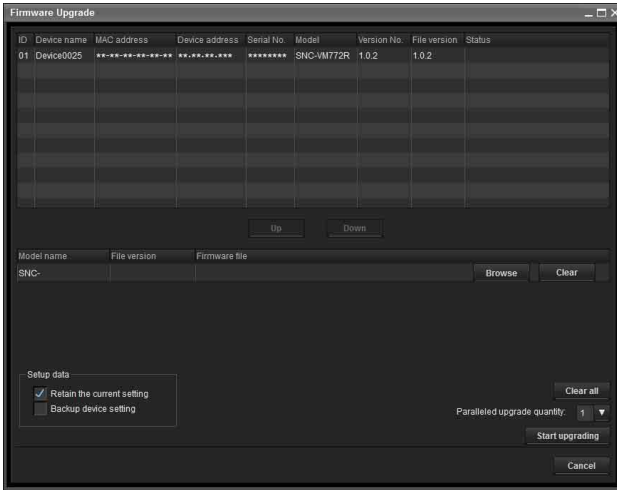 Firmware Upgrade
ID Device name MAC address Device address Serial No. Model Version No. File version Status
01 Device0025 **-**-**-**-**-** **-**-**-*** ******** SNC-VM772R 1.0.2 1.0.2
Up Down
Model name File version Firmware file
SNC- Browse Clear
Setup data
Retain the current setting
Backup device setting
Clear all
Paralleled upgrade quantity: 1
Start upgrading
Cancel